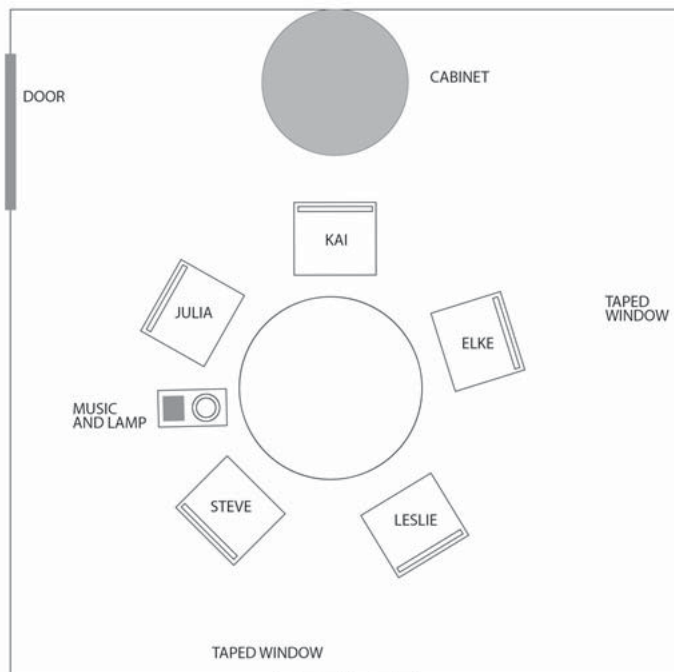 CABINET
DOOR
KAI
JULIA
TAPED
WINDOW
ELKE
MUSIC
AND LAMP
STEVE
LESLIE
TAPED WINDOW